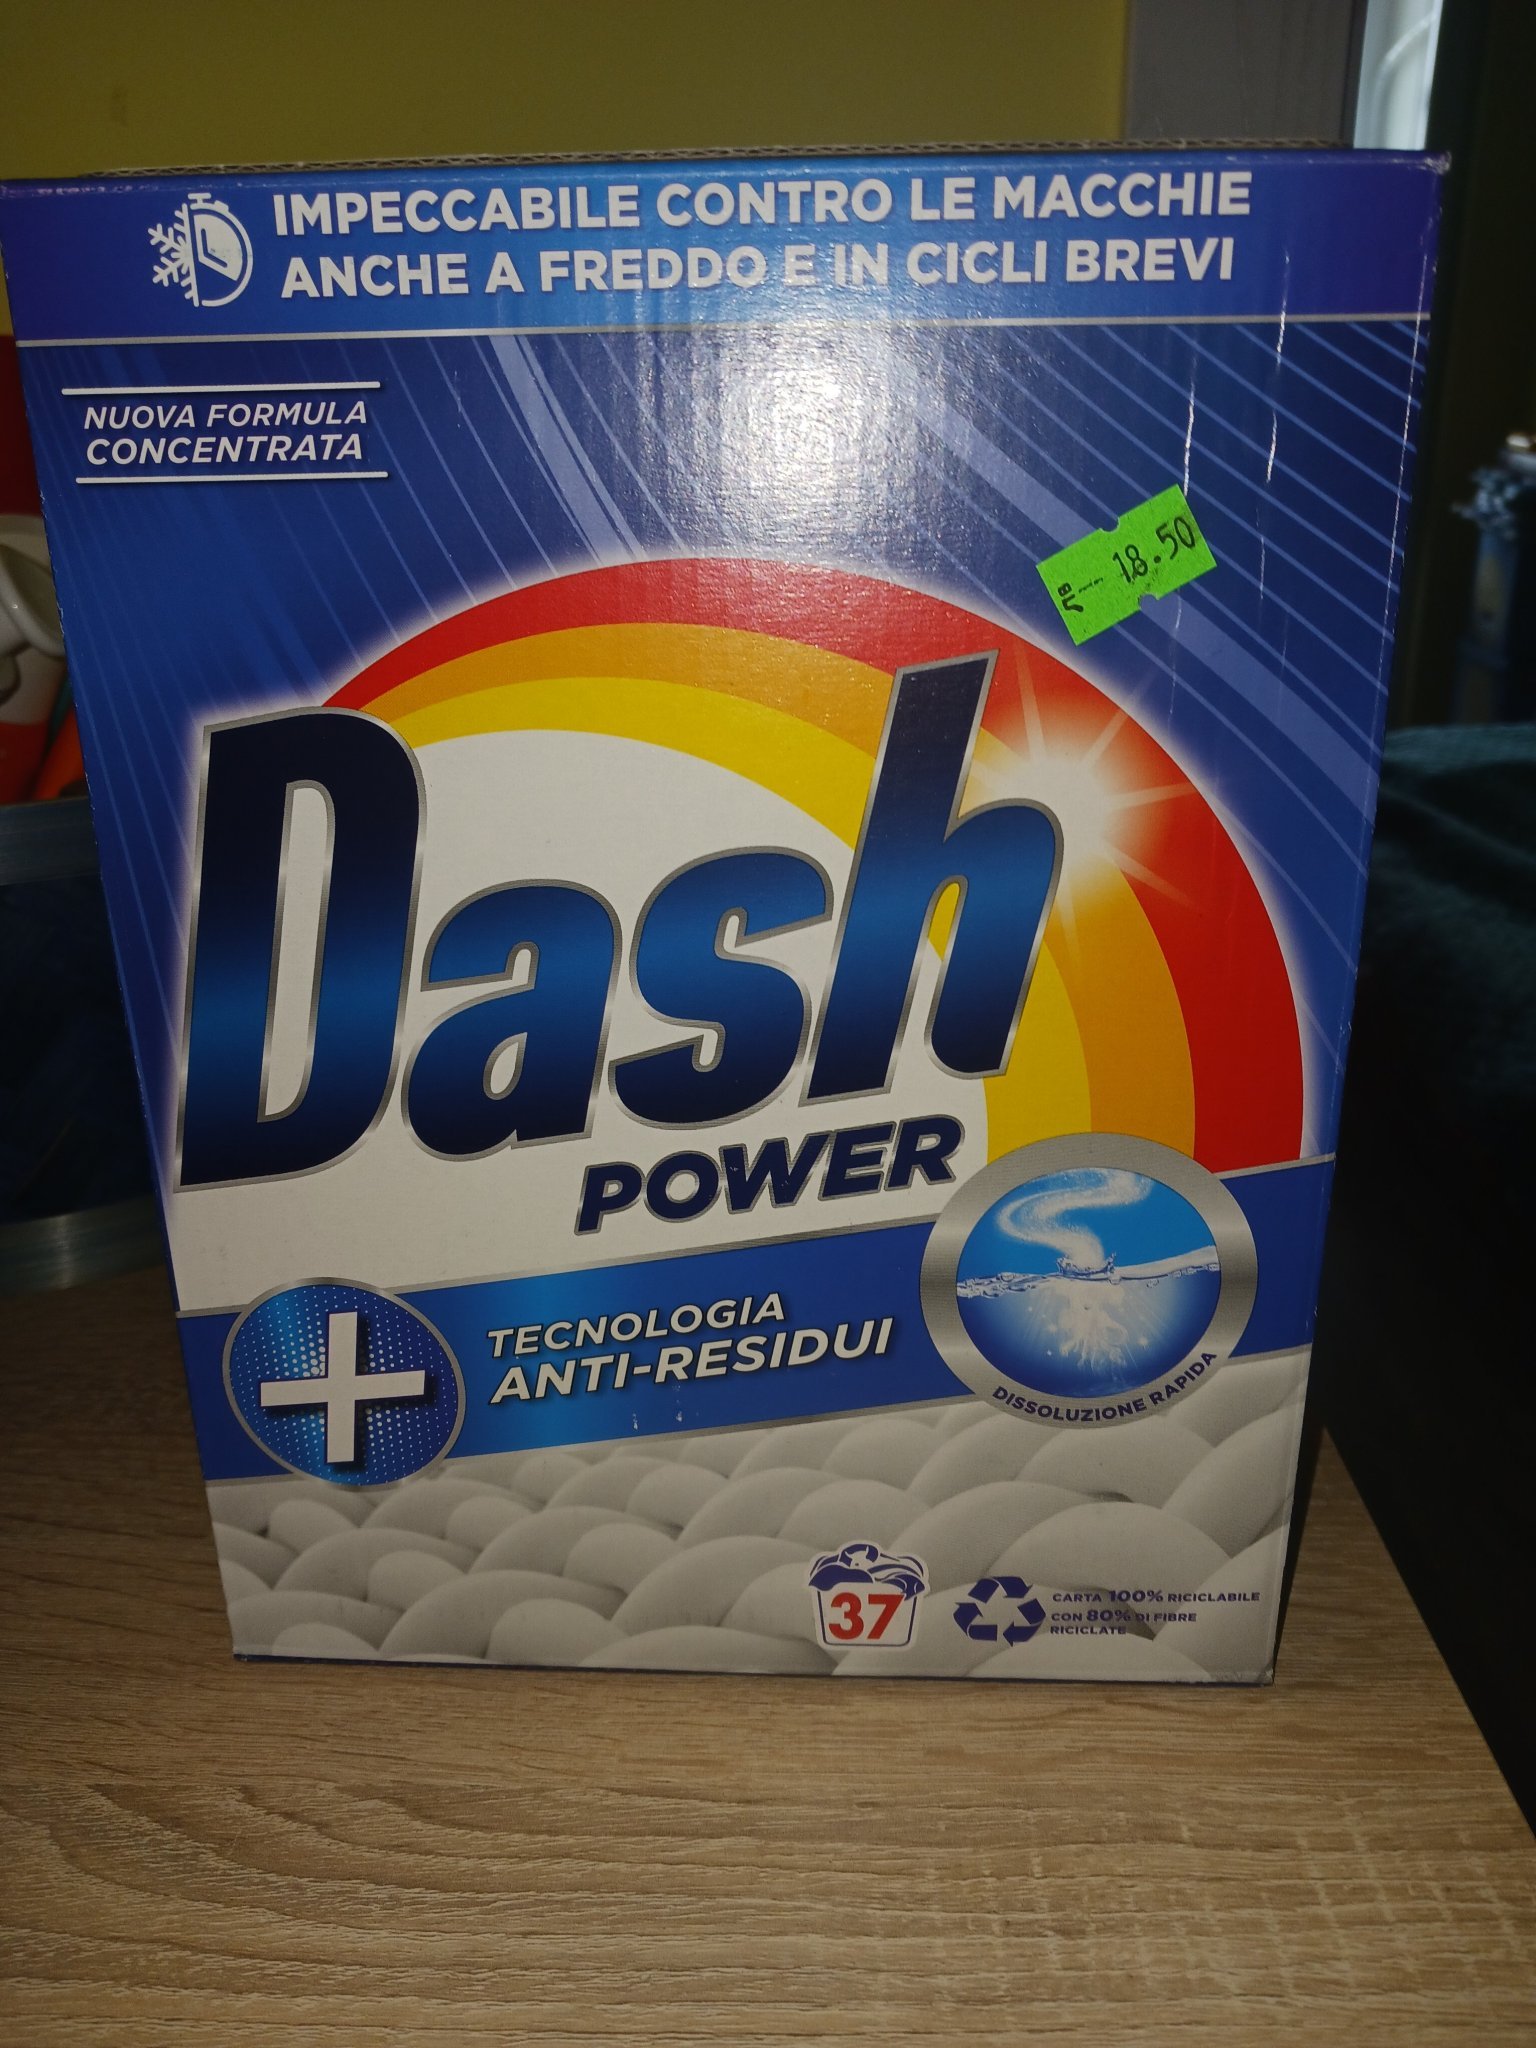 IMPECCABILE CONTRO LE MACCHIE
ANCHE A FREDDO E IN CICLI BREVI
NUOVA FORMULA
CONCENTRATA
18.50
Dash
POWER
TECNOLOGIA
ANTI-RESIDUI
DISSOLUZIONE RAPIDA
37
CARTA 100% RICICLABILE
CON 80% DI FIBRE
RICICLATE